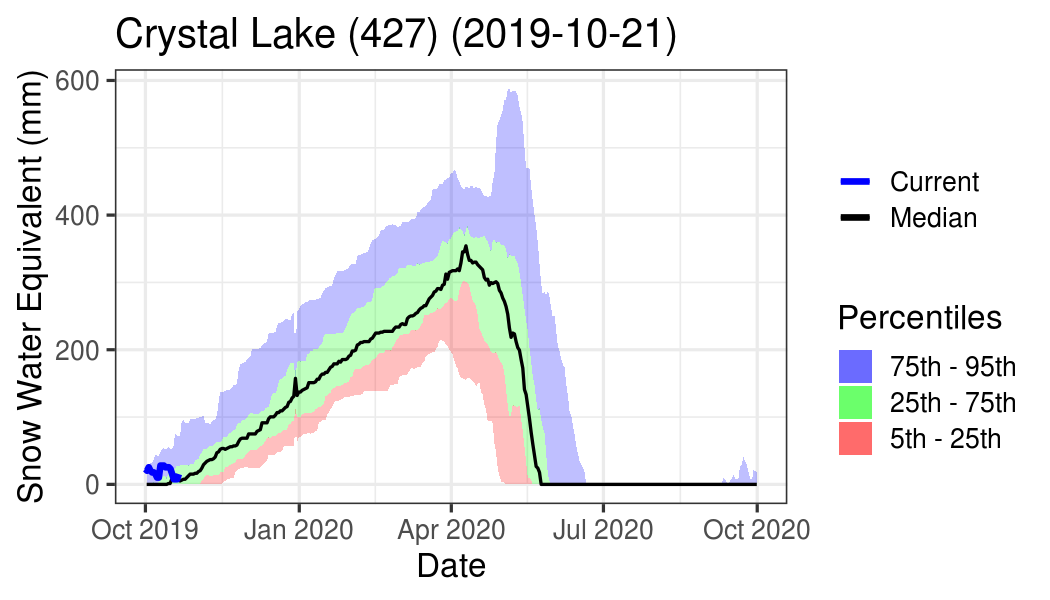 Crystal Lake (427) (2019-10-21)
Snow Water Equivalent (mm)
600
400
200
0
Oct 2019
Jan 2020
Apr 2020
Jul 2020
Oct 2020
Date
Current
Median
Percentiles
75th - 95th
25th - 75th
5th - 25th